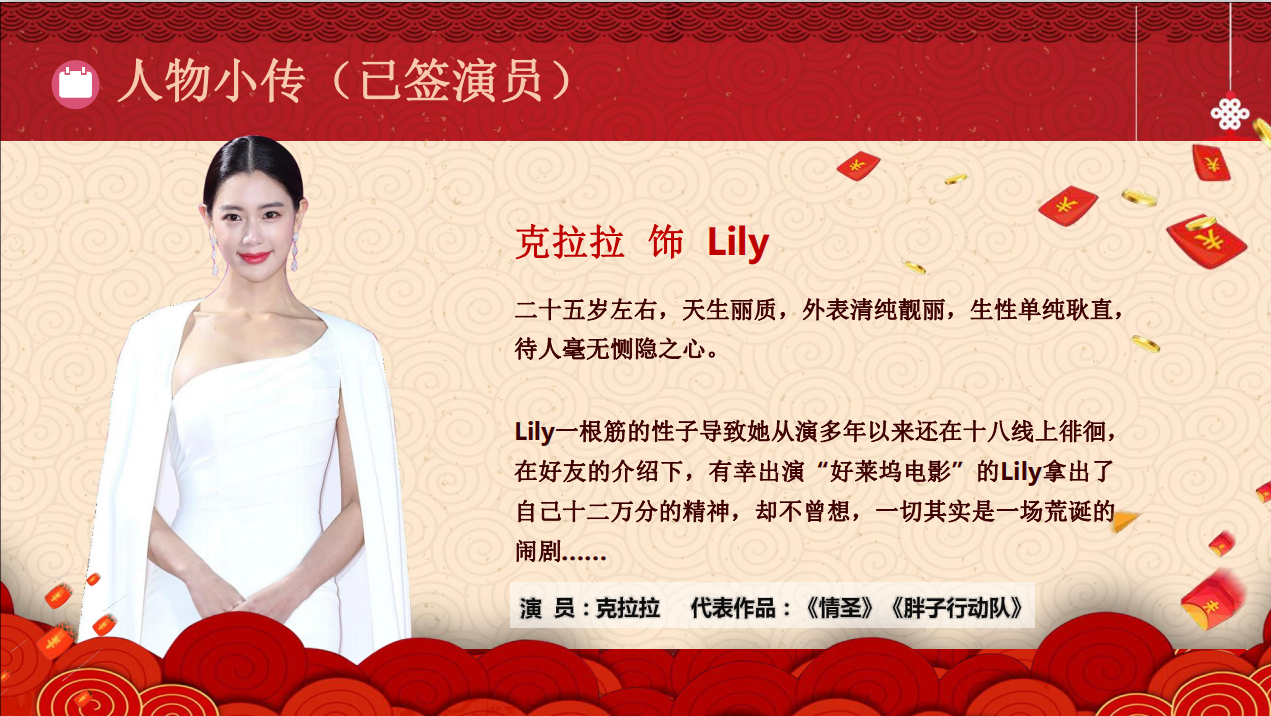 人物小传（已签演员）
克拉拉 饰 Lily
二十五岁左右，天生丽质，外表清纯靓丽，生性单纯耿直，
待人毫无恻隐之心。
Lily一根筋的性子导致她从演多年以来还在十八线上徘徊，
在好友的介绍下，有幸出演“好莱坞电影”的Lily拿出了
自己十二万分的精神，却不曾想，一切其实是一场荒诞的
闹剧……
演 员：克拉拉 代表作品：《情圣》《胖子行动队》